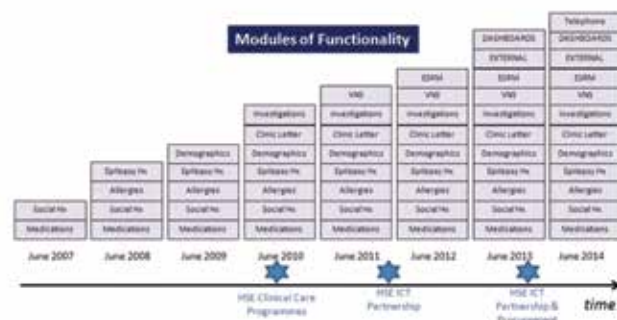 Modules of Functionality
Social Hx
Medications
June 2007
Epilepsy Hx
Allergies
Social Hx
Medications
June 2008
Demographics
Epilepsy Hx
Allergies
Social Hx
Medications
June 2009
Investigations
Clinic Letter
Demographics
Epilepsy Hx
Allergies
Social Hx
Medications
June 2010
VNS
Investigations
Clinic Letter
Demographics
Epilepsy Hx
Allergies
Social Hx
Medications
June 2011
ESRM
VNS
Investigations
Clinic Letter
Demographics
Epilepsy Hx
Allergies
Social Hx
Medications
June 2012
DASHBOARDS
EXTERNAL
ESRM
VNS
Investigations
Clinic Letter
Demographics
Epilepsy Hx
Allergies
Social Hx
Medications
June 2013
Telephone
DASHBOARDS
EXTERNAL
ESRM
VNS
Investigations
Clinic Letter
Demographics
Epilepsy Hx
Allergies
Social Hx
Medications
June 2014
HSE Clinical Care
Programmes
HSE ICT
Partnership
HSE ICT
Partnership &
Procurement
time